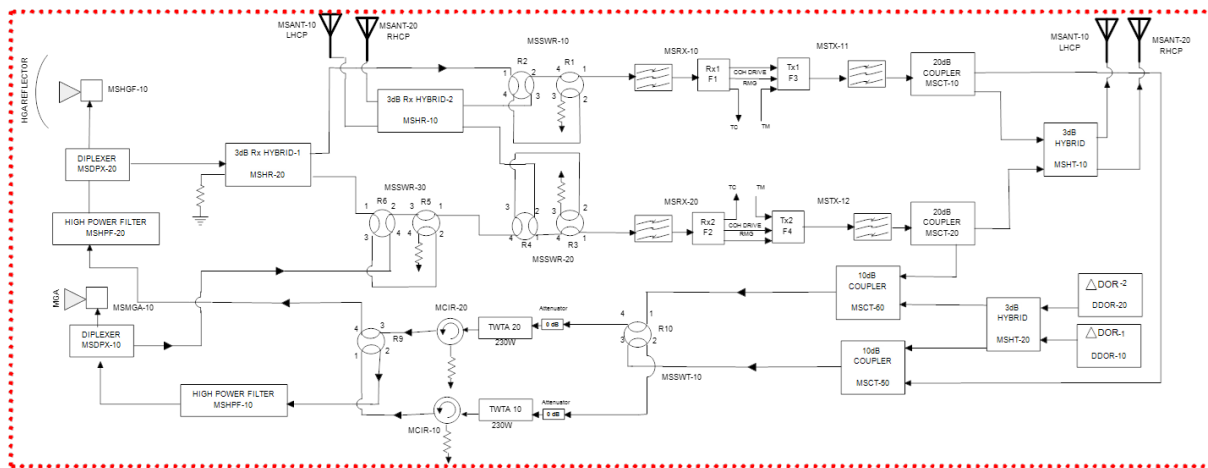 MSANT-10
LHCP
MSANT-20
RHCP
MSSWR-10
MSRX-10
MSTX-11
MSANT-10
LHCP
MSANT-20
RHCP
HGAREFLECTOR
MSHGF-10
R2
R1
1
2
4
3
1
4
3
2
Rx1
F1
COH DRIVE
RMG
Tx1
F3
TC
TM
20dB
COUPLER
MSCT-10
3dB Rx HYBRID-2
MSHR-10
3dB
HYBRID
MSHT-10
DIPLEXER
MSDPX-20
3dB Rx HYBRID-1
MSHR-20
MSSWR-30
R6
R5
1
2
3
4
3
2
4
1
HIGH POWER FILTER
MSHPF-20
3
2
4
1
R4
3
2
4
1
R3
MSSWR-20
MSRX-20
TC
TM
MSTX-12
Rx2
F2
COH DRIVE
RMG
Tx2
F4
20dB
COUPLER
MSCT-20
10dB
COUPLER
MSCT-60
DOR-2
DDOR-20
3dB
HYBRID
MSHT-20
DOR-1
DDOR-10
10dB
COUPLER
MSCT-50
MGA
MSMGA-10
DIPLEXER
MSDPX-10
MCIR-20
Attenuator
TWTA 20
0 dB
230W
4
3
1
2
R9
4
1
3
2
R10
MSSWT-10
HIGH POWER FILTER
MSHPF-10
MCIR-10
Attenuator
TWTA 10
0 dB
230W